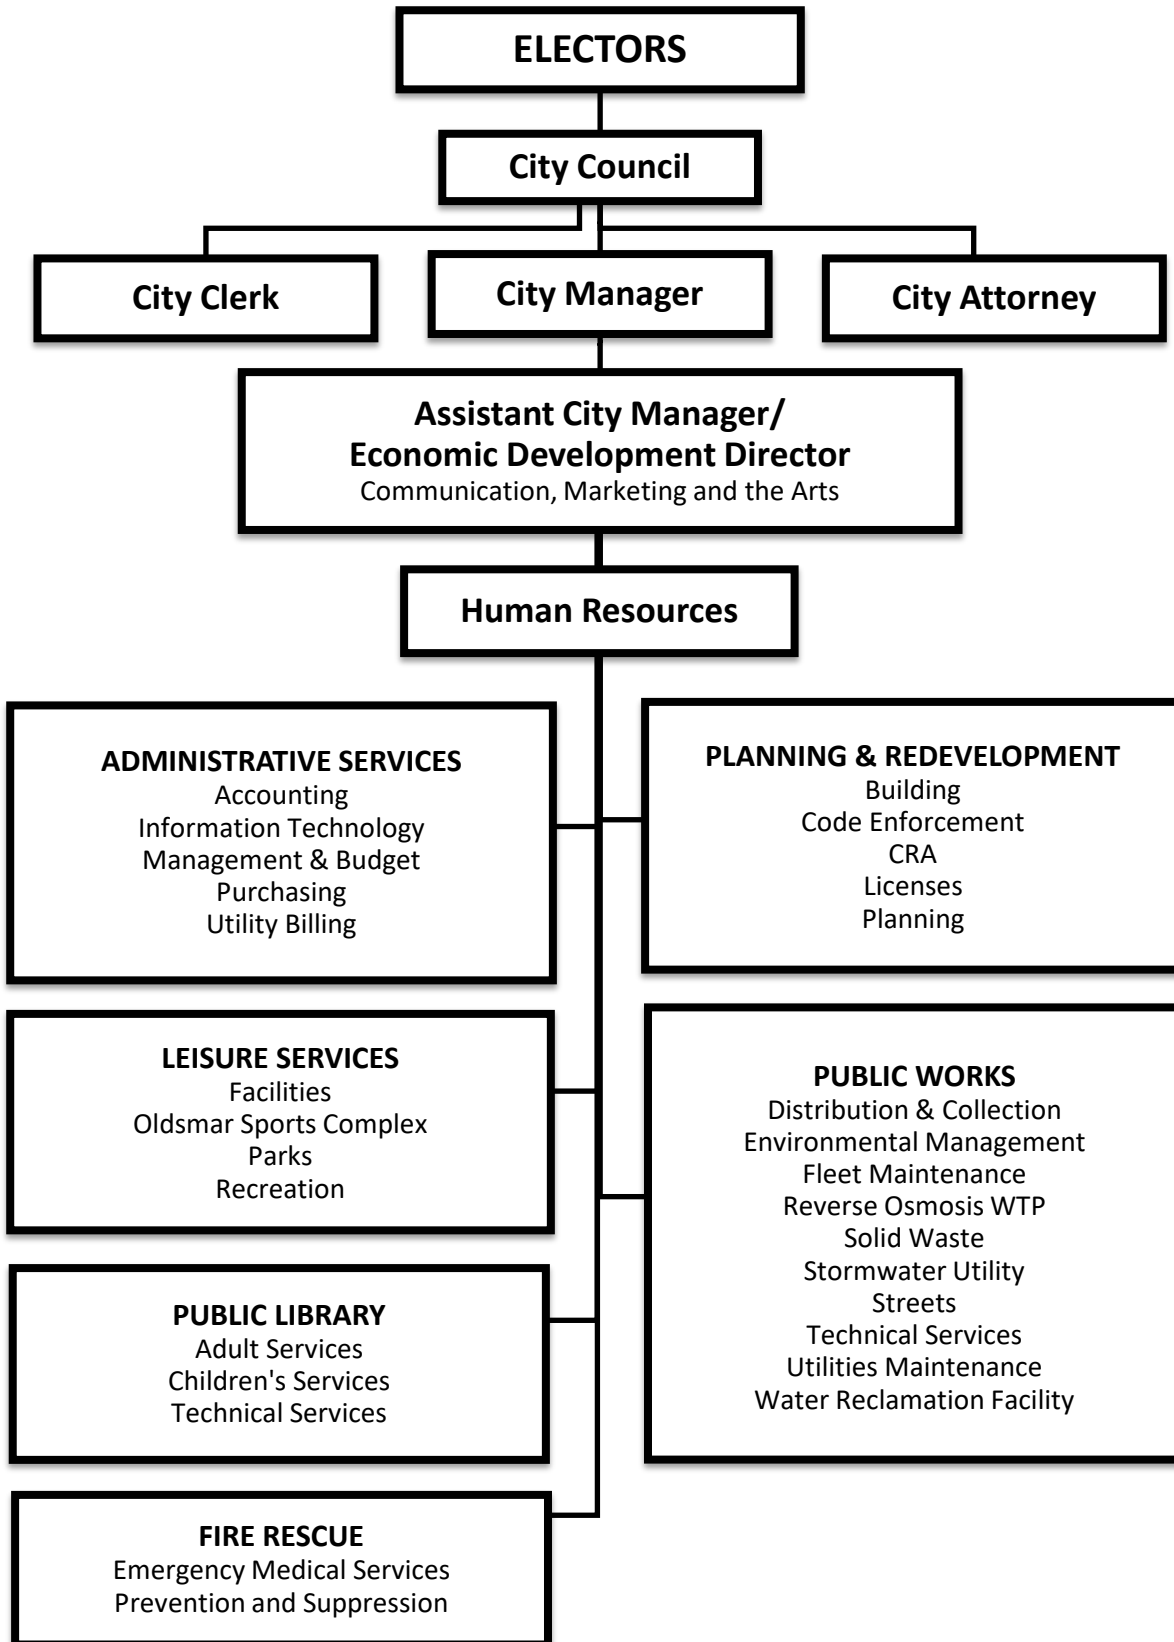 ELECTORS
City Council
City Clerk
City Manager
City Attorney
Assistant City Manager/
Economic Development Director
Communication, Marketing and the Arts
Human Resources
ADMINISTRATIVE SERVICES
Accounting
Information Technology
Management & Budget
Purchasing
Utility Billing
PLANNING & REDEVELOPMENT
Building
Code Enforcement
CRA
Licenses
Planning
LEISURE SERVICES
Facilities
Oldsmar Sports Complex
Parks
Recreation
PUBLIC WORKS
Distribution & Collection
Environmental Management
Fleet Maintenance
Reverse Osmosis WTP
Solid Waste
Stormwater Utility
Streets
Technical Services
Utilities Maintenance
Water Reclamation Facility
PUBLIC LIBRARY
Adult Services
Children's Services
Technical Services
FIRE RESCUE
Emergency Medical Services
Prevention and Suppression